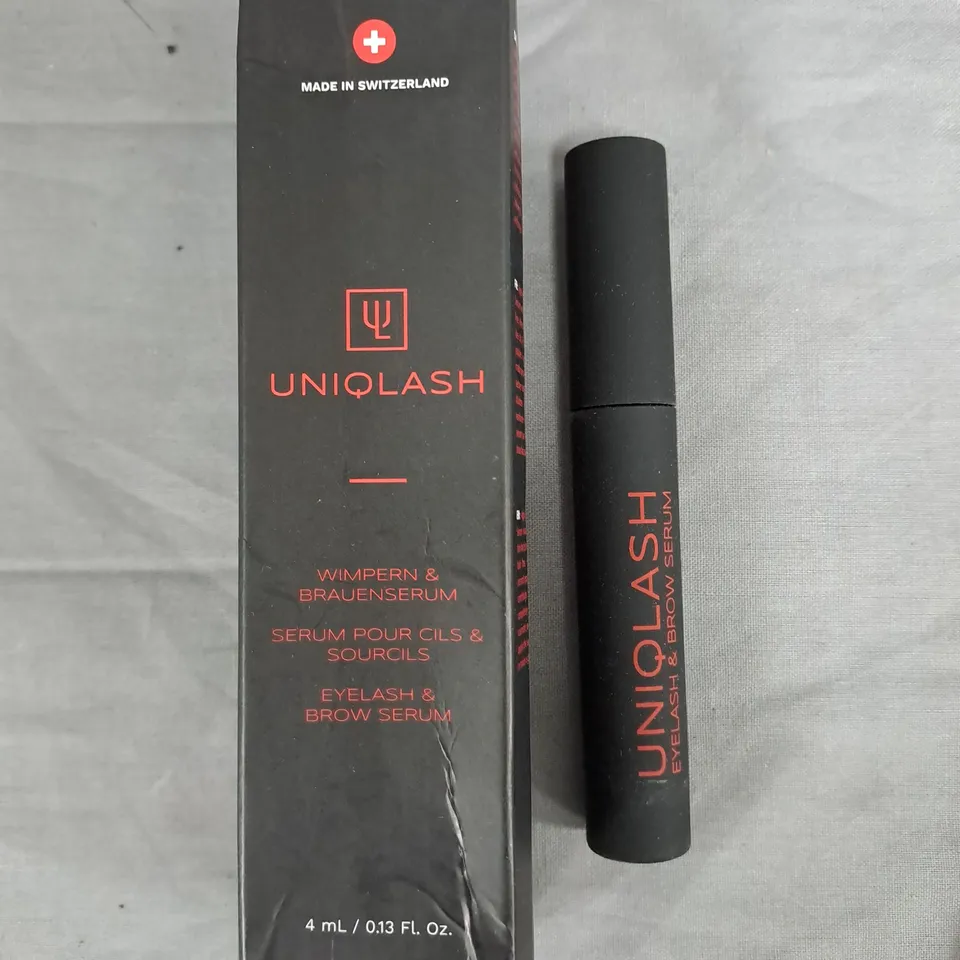 MADE IN SWITZERLAND
UL
UNIQLASH
WIMPERN &
BRAUENSERUM
SERUM POUR CILS &
SOURCILS
EYELASH &
BROW SERUM
4 mL / 0.13 Fl. Oz.
UNIQLASH
EYELASH & BROW SERUM